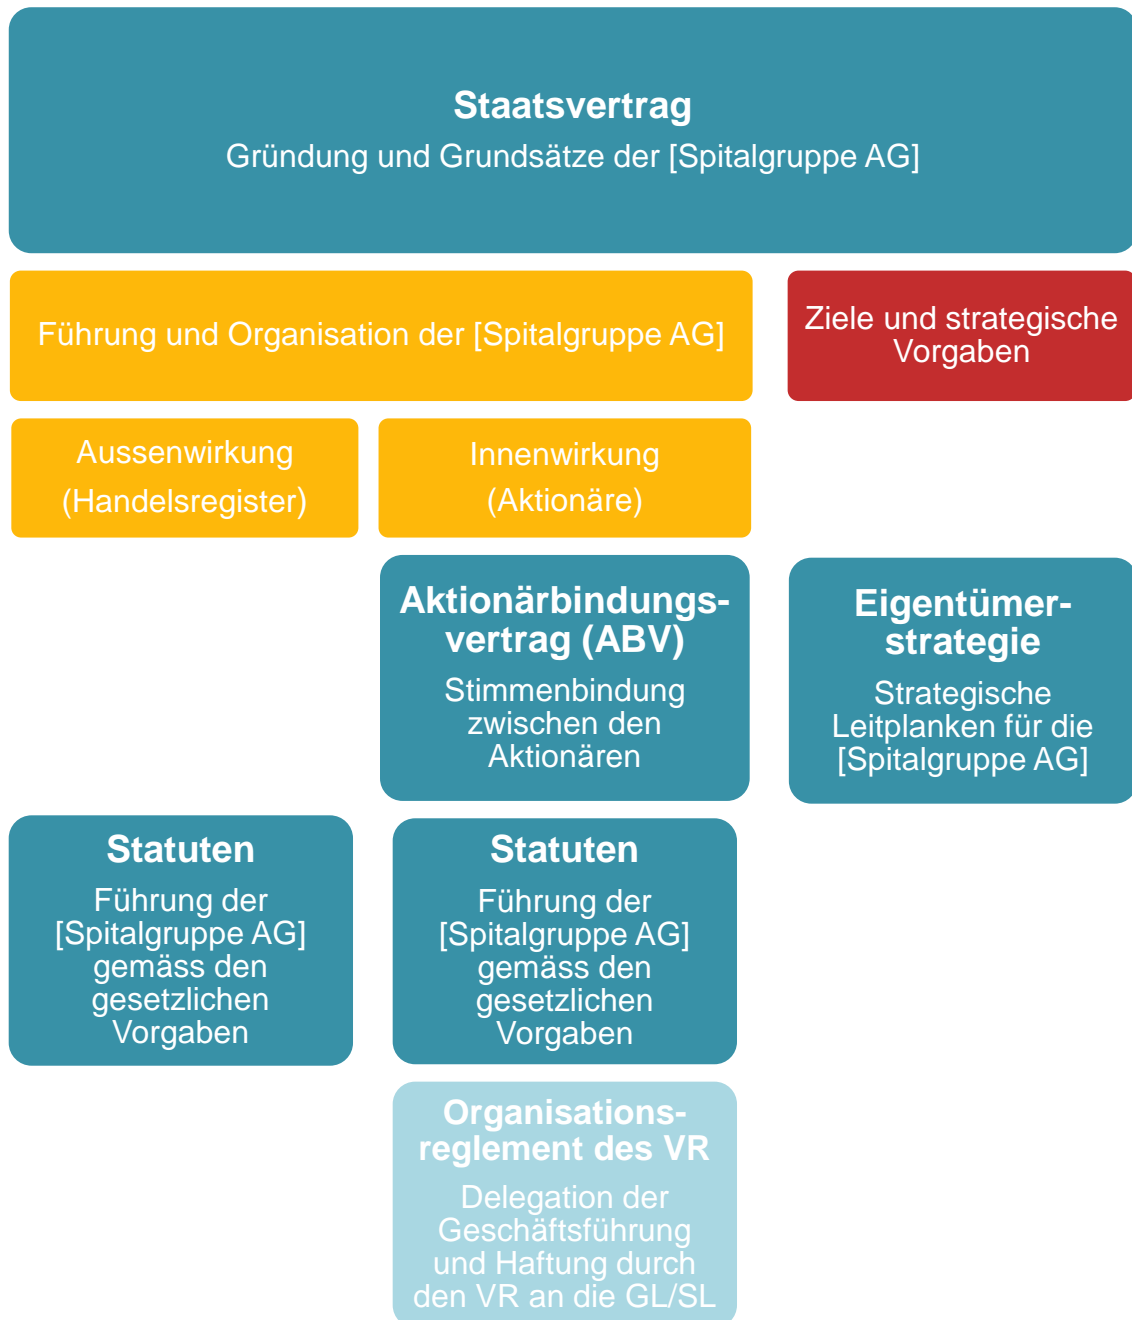 Staatsvertrag
Gründung und Grundsätze der [Spitalgruppe AG]
Führung und Organisation der [Spitalgruppe AG]
Ziele und strategische
Vorgaben
Aussenwirkung
(Handelsregister)
Innenwirkung
(Aktionäre)
Aktionärbindungs-
vertrag (ABV)
Stimmenbindung
zwischen den
Aktionären
Eigentümer-
strategie
Strategische
Leitplanken für die
[Spitalgruppe AG]
Statuten
Führung der
[Spitalgruppe AG]
gemäss den
gesetzlichen
Vorgaben
Statuten
Führung der
[Spitalgruppe AG]
gemäss den
gesetzlichen
Vorgaben
Organisations-
reglement des VR
Delegation der
Geschäftsführung
und Haftung durch
den VR an die GL/SL